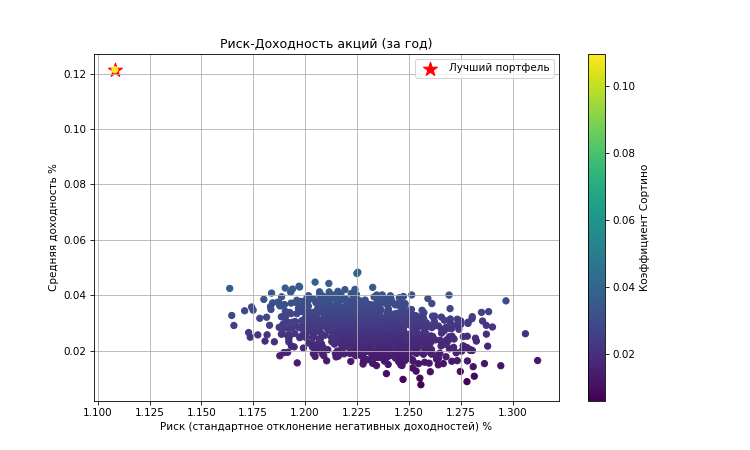 Риск-Доходность акций (за год)
Лучший портфель
Средняя доходность %
0.12
0.10
0.08
0.06
0.04
0.02
1.100 1.125 1.150 1.175 1.200 1.225 1.250 1.275 1.300
Риск (стандартное отклонение негативных доходностей) %
0.10
0.08
0.06
0.04
0.02
Коэффициент Сортино